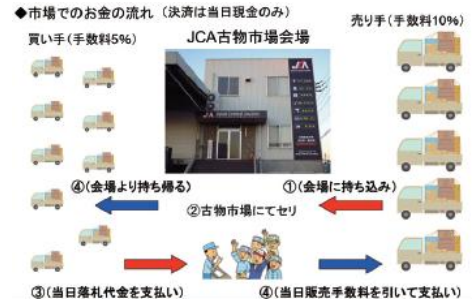 ◆市場でのお金の流れ（決済は当日現金のみ）
買い手（手数料5%）
JCA古物市場会場
売り手（手数料10%）
JCA
④（会場より持ち帰る）
①（会場に持ち込み）
②古物市場にてセリ
③（当日落札代金を支払い）
④（当日販売手数料を引いて支払い）